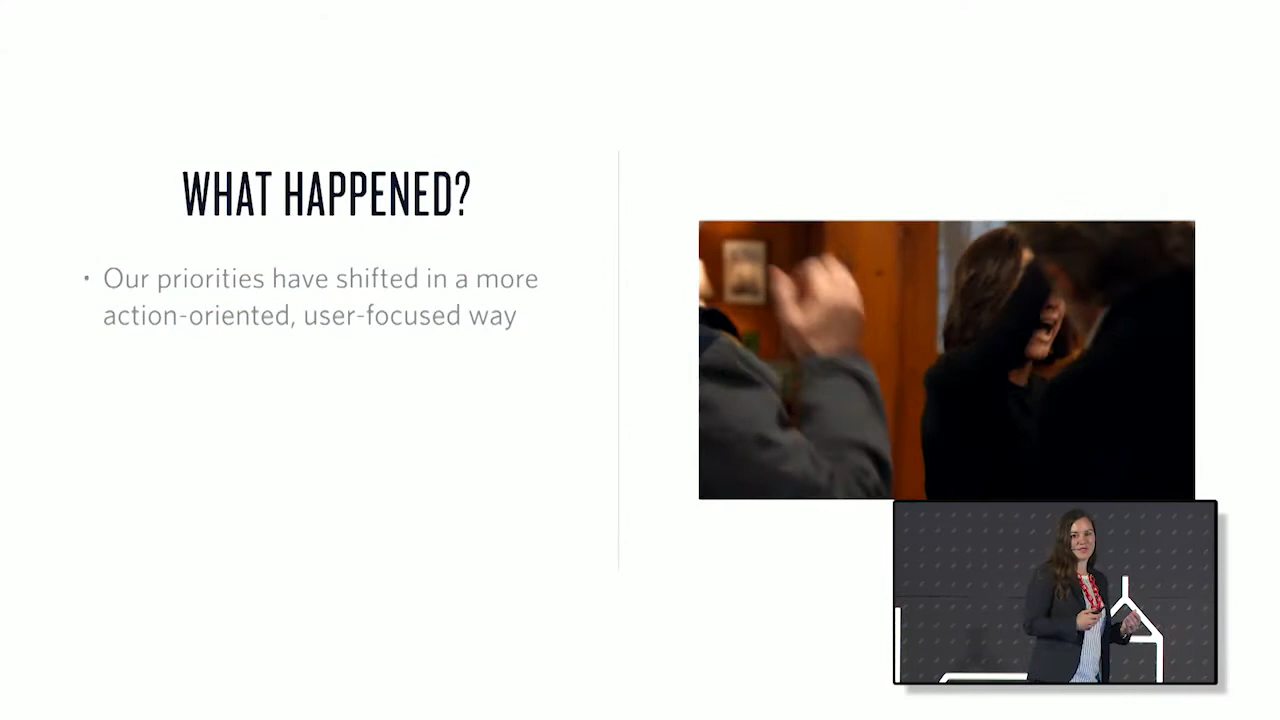 WHAT HAPPENED?
• Our priorities have shifted in a more
action-oriented, user-focused way